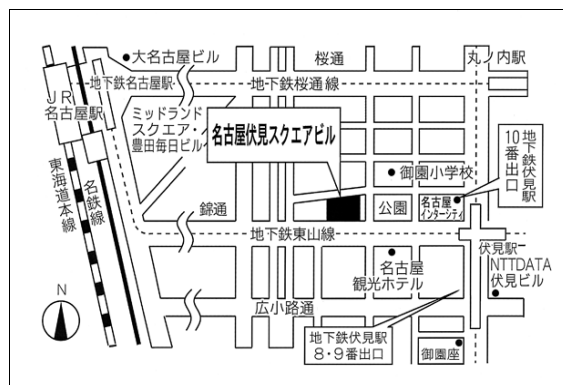 大名古屋ビル
桜通
丸ノ内駅
地下鉄名古屋駅
地下鉄桜通線
JR
名古屋駅
ミッドランド
スクエア・
豊田毎日ビル
名古屋伏見スクエアビル
地下鉄伏見駅
10番出口
御園小学校
東海道本線
名鉄線
錦通
公園
名古屋
インターシティ
地下鉄東山線
伏見駅
名古屋
観光ホテル
NTTDATA
伏見ビル
N
広小路通
地下鉄伏見駅
8・9番出口
御園座